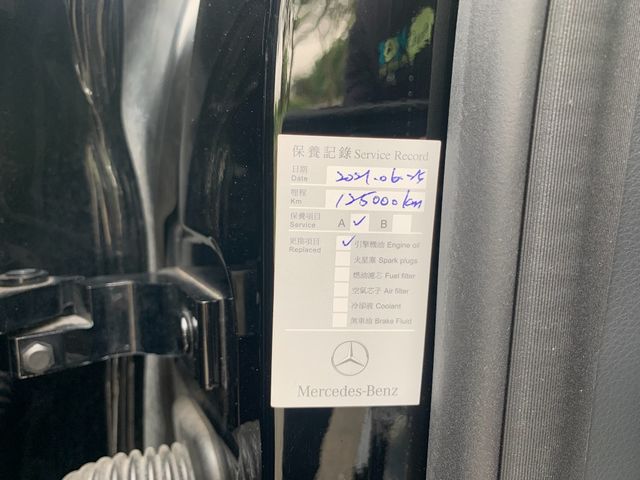 保養記錄 Service Record
日期 Date 2021.06.25
里程 Km 125000km
保養項目 Service A ✓ B
更換項目 Replaced ✓ 引擎機油 Engine oil
火星塞 Spark plugs
燃油濾芯 Fuel filter
空氣芯子 Air filter
冷卻液 Coolant
煞車油 Brake Fluid
Mercedes-Benz